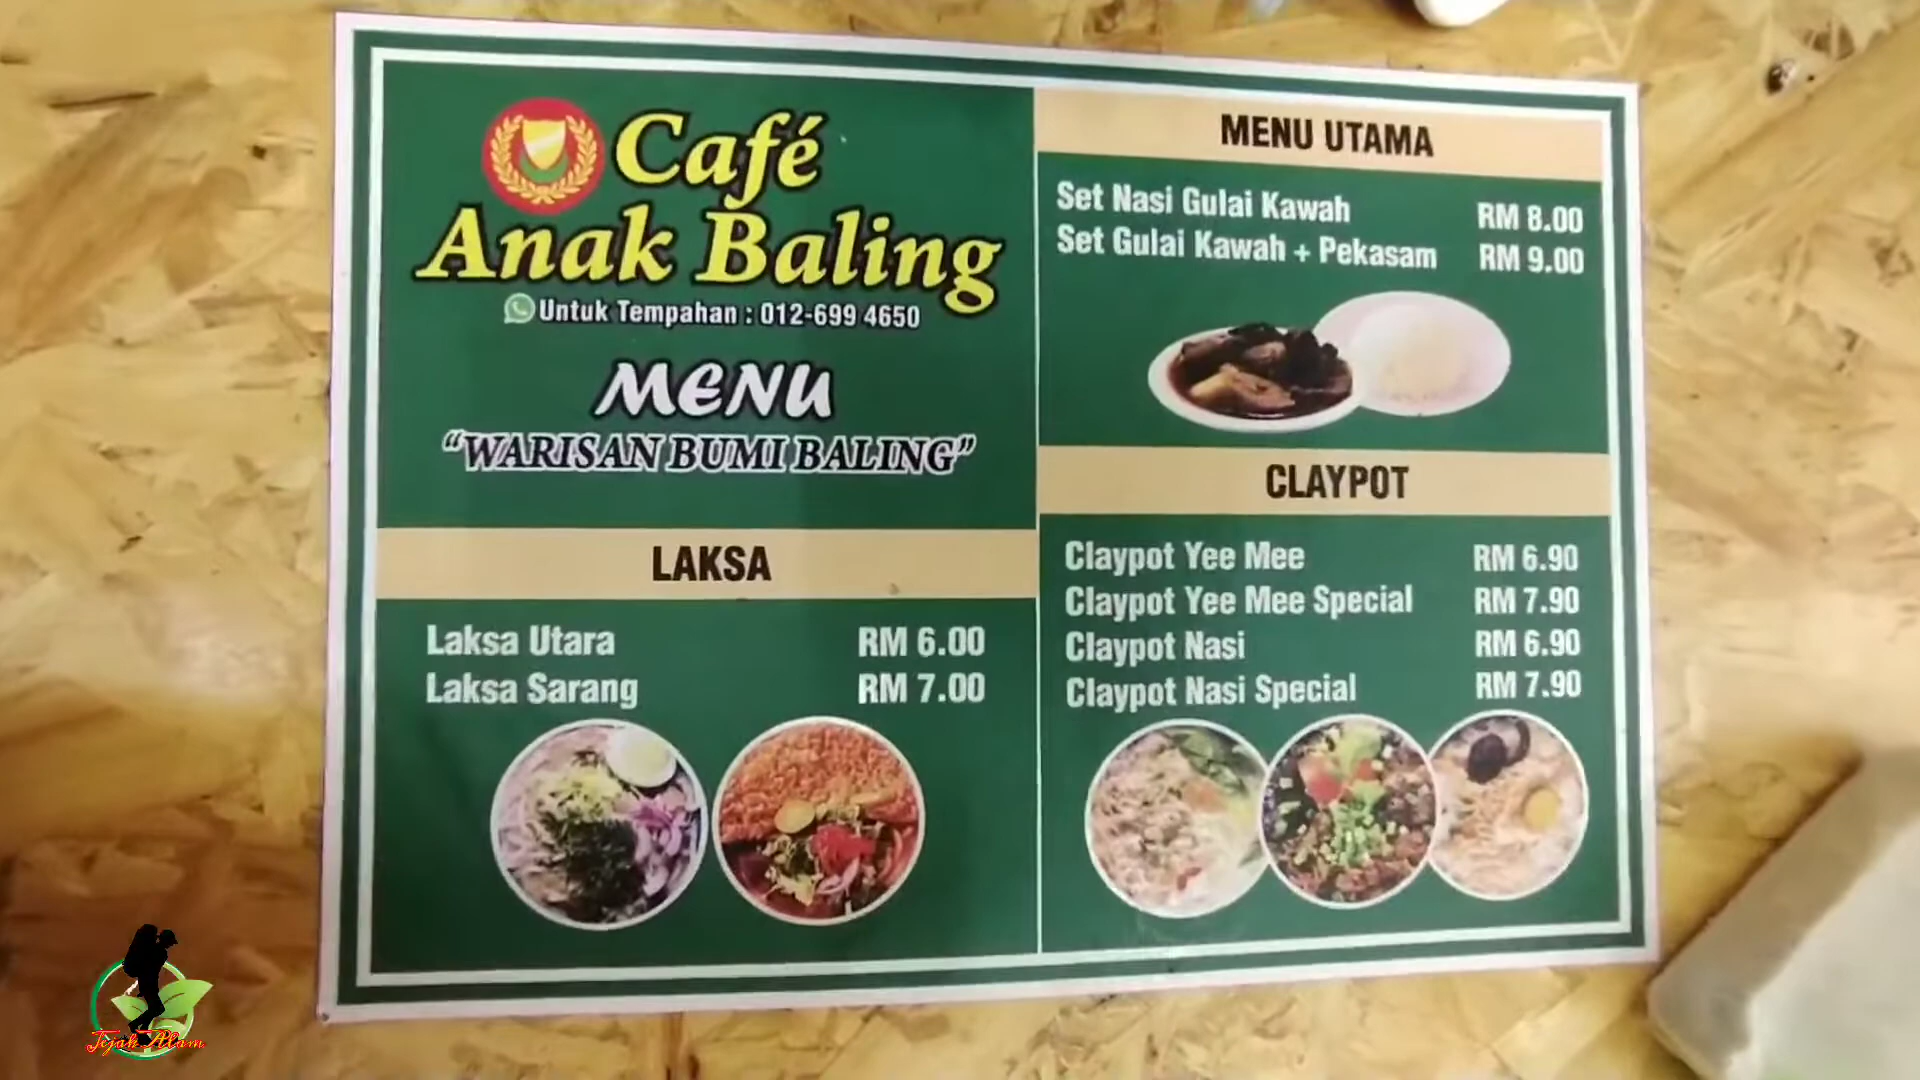 Café
Anak Baling
Untuk Tempahan : 012-699 4650
MENU
“WARISAN BUMI BALING”
LAKSA
Laksa Utara RM 6.00
Laksa Sarang RM 7.00
MENU UTAMA
Set Nasi Gulai Kawah RM 8.00
Set Gulai Kawah + Pekasam RM 9.00
CLAYPOT
Claypot Yee Mee RM 6.90
Claypot Yee Mee Special RM 7.90
Claypot Nasi RM 6.90
Claypot Nasi Special RM 7.90
Jejak Alam